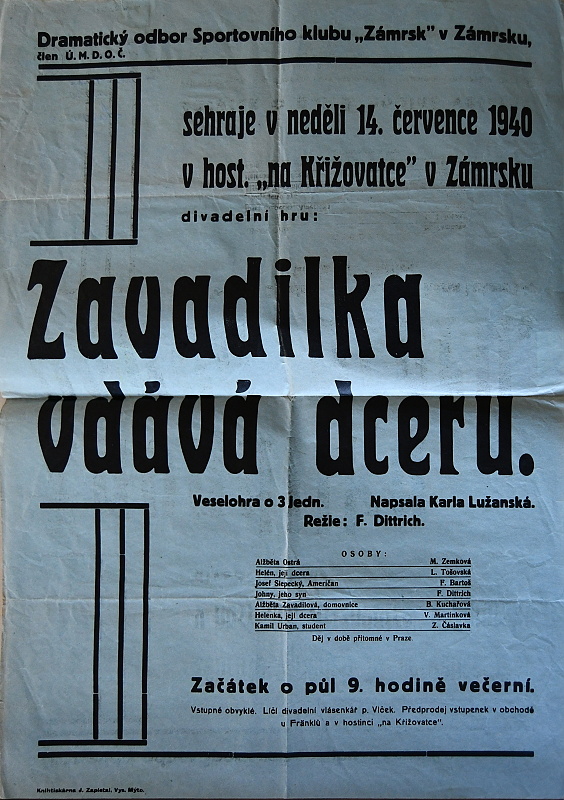 Dramatický odbor Sportovního klubu „Zámrsk" v Zámrsku,
člen Ú. M. D. O. Č.
sehraje v neděli 14. července 1940
v host. „na Křižovatce" v Zámrsku
divadelní hru:
Zavadilka
vdává dceru.
Veselohra o 3 jedn. Napsala Karla Lužanská.
Režie: F. Dittrich.
OSOBY:
Alžběta Ostrá M. Zemková
Helén, její dcera L. Tošovská
Josef Slepecký, Američan F. Bartoš
Johny, jeho syn F. Dittrich
Alžběta Zavadilová, domovnice B. Kuchařová
Helenka, její dcera V. Martinková
Kamil Urban, student Z. Čáslavka
Děj v době přítomné v Praze
Začátek o půl 9. hodině večerní.
Vstupné obvyklé. Líčí divadelní vlásenkář p. Vlček. Předprodej vstupenek v obchodě
u Fránklů a v hostinci „na Křižovatce".
Knihtiskárna J. Zapletal, Vys. Mýto.